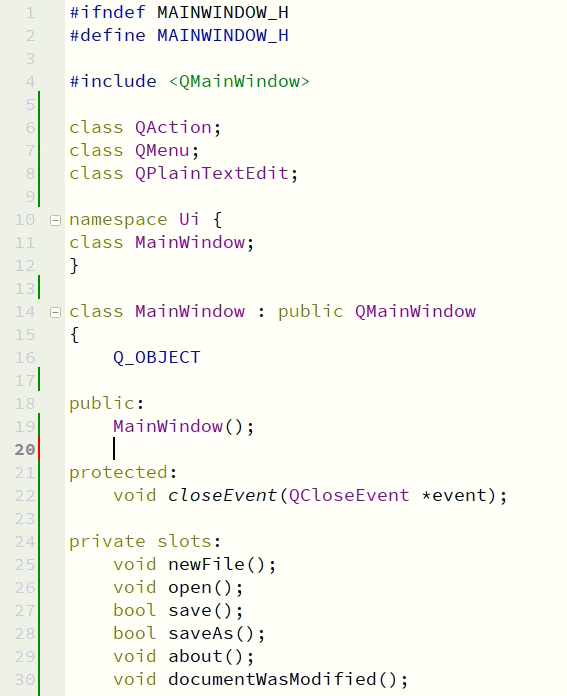 1 #ifndef MAINWINDOW_H
2 #define MAINWINDOW_H
3
4 #include <QMainWindow>
5
6 class QAction;
7 class QMenu;
8 class QPlainTextEdit;
9
10 namespace Ui {
11 class MainWindow;
12 }
13
14 class MainWindow : public QMainWindow
15 {
16     Q_OBJECT
17
18 public:
19     MainWindow();
20
21 protected:
22     void closeEvent(QCloseEvent *event);
23
24 private slots:
25     void newFile();
26     void open();
27     bool save();
28     bool saveAs();
29     void about();
30     void documentWasModified();